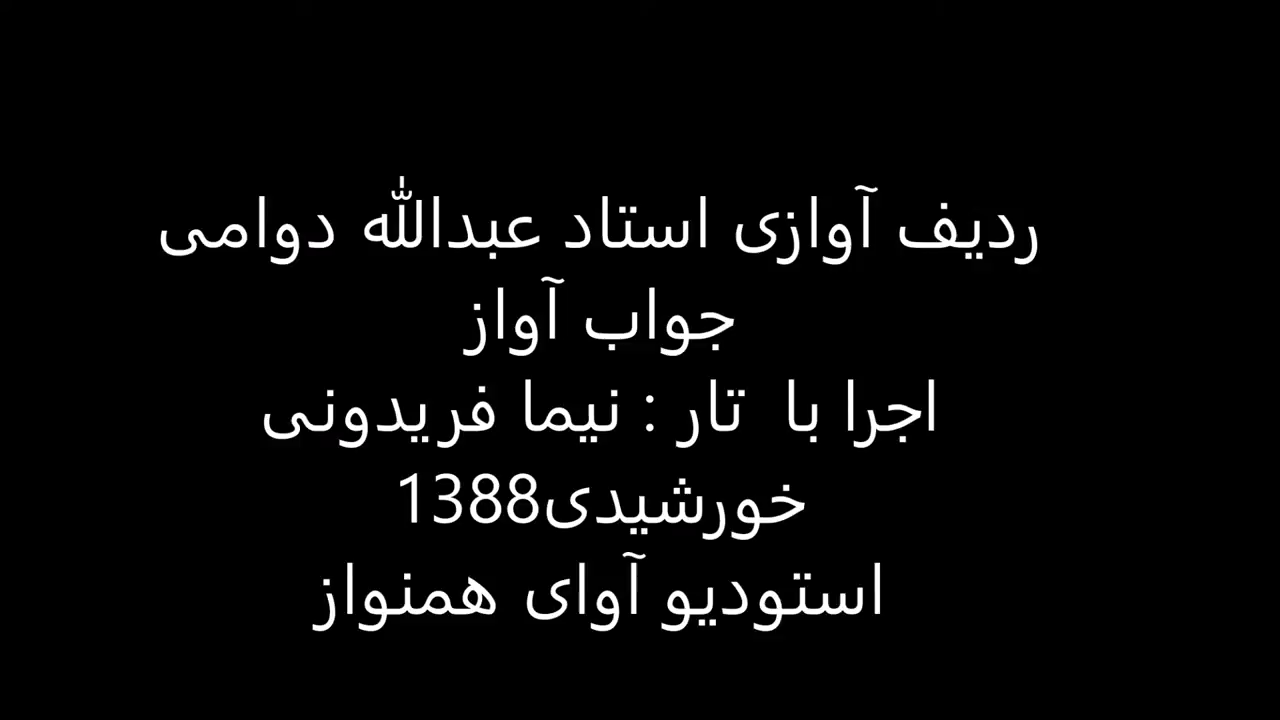 ردیف آوازی استاد عبدالله دوامی
جواب آواز
اجرا با تار : نیما فریدونی
خورشیدی1388
استودیو آوای همنواز